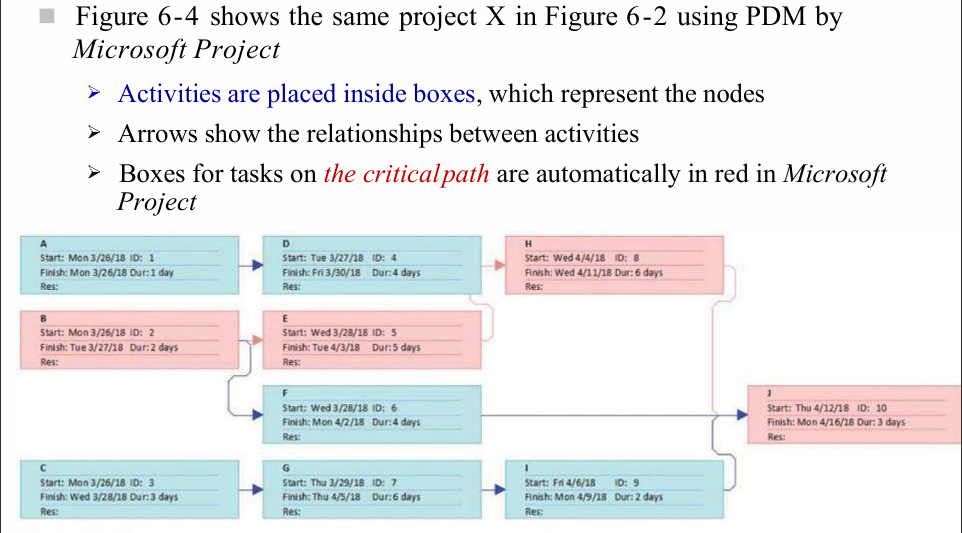 Figure 6-4 shows the same project X in Figure 6-2 using PDM by
Microsoft Project
Activities are placed inside boxes, which represent the nodes
Arrows show the relationships between activities
Boxes for tasks on the critical path are automatically in red in Microsoft
Project
A
Start: Mon 3/26/18 ID: 1
Finish: Mon 3/26/18 Dur: 1 day
Res:
D
Start: Tue 3/27/18 ID: 4
Finish: Fri 3/30/18 Dur: 4 days
Res:
H
Start: Wed 4/4/18 ID: 8
Finish: Wed 4/11/18 Dur: 6 days
Res:
B
Start: Mon 3/26/18 ID: 2
Finish: Tue 3/27/18 Dur: 2 days
Res:
E
Start: Wed 3/28/18 ID: 5
Finish: Tue 4/3/18 Dur: 5 days
Res:
F
Start: Wed 3/28/18 ID: 6
Finish: Mon 4/2/18 Dur: 4 days
Res:
J
Start: Thu 4/12/18 ID: 10
Finish: Mon 4/16/18 Dur: 3 days
Res:
C
Start: Mon 3/26/18 ID: 3
Finish: Wed 3/28/18 Dur: 3 days
Res:
G
Start: Thu 3/29/18 ID: 7
Finish: Thu 4/5/18 Dur: 6 days
Res:
I
Start: Fri 4/6/18 ID: 9
Finish: Mon 4/9/18 Dur: 2 days
Res: